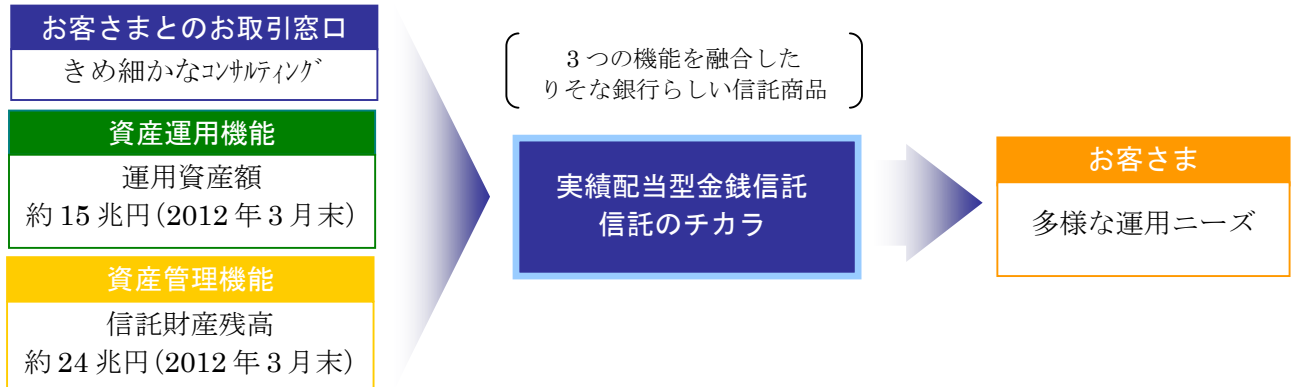 お客さまとのお取引窓口
きめ細かなｺﾝｻﾙﾃｨﾝｸﾞ
資産運用機能
運用資産額
約15兆円(2012年3月末)
資産管理機能
信託財産残高
約24兆円(2012年3月末)
3つの機能を融合した
りそな銀行らしい信託商品
実績配当型金銭信託
信託のチカラ
お客さま
多様な運用ニーズ